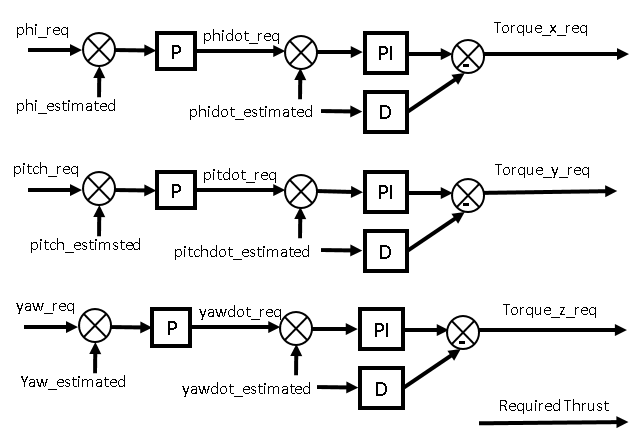 phi_req
P
phidot_req
PI
Torque_x_req
-
phi_estimated
phidot_estimated
D
pitch_req
P
pitdot_req
PI
Torque_y_req
-
pitch_estimsted
pitchdot_estimated
D
yaw_req
P
yawdot_req
PI
Torque_z_req
-
Yaw_estimated
yawdot_estimated
D
Required Thrust